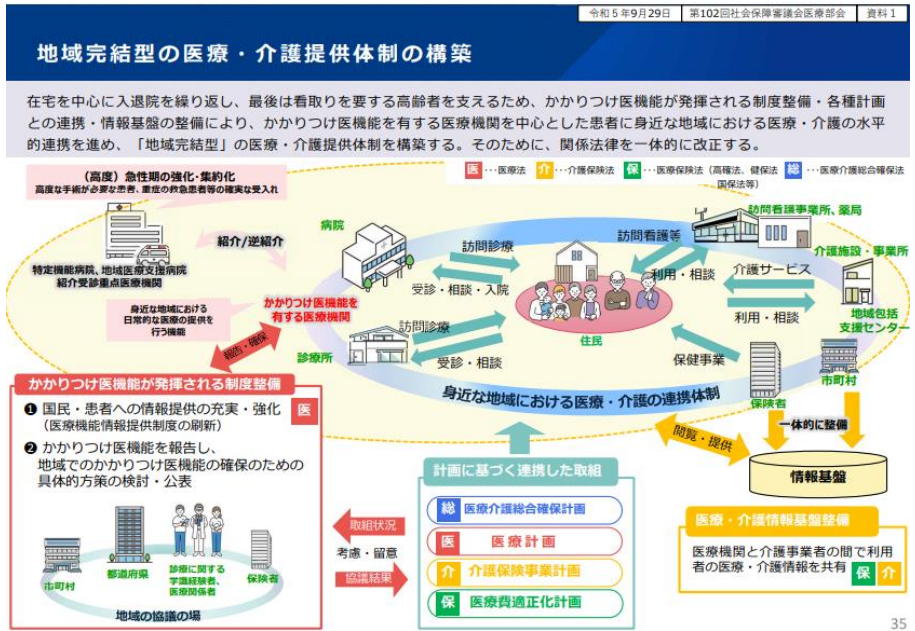 令和５年９月29日 第102回社会保障審議会医療部会 資料１
地域完結型の医療・介護提供体制の構築
在宅を中心に入退院を繰り返し、最後は看取りを要する高齢者を支えるため、かかりつけ医機能が発揮される制度整備・各種計画
との連携・情報基盤の整備により、かかりつけ医機能を有する医療機関を中心とした患者に身近な地域における医療・介護の水平
的連携を進め、「地域完結型」の医療・介護提供体制を構築する。そのために、関係法律を一体的に改正する。
医 ･･･医療法 介 ･･･介護保険法 保 ･･･医療保険法（高確法、健保法 総 ･･･医療介護総合確保法
国保法等）
（高度）急性期の強化・集約化
高度な手術が必要な患者、重症の救急患者等の確実な受入れ
紹介/逆紹介
特定機能病院、地域医療支援病院
紹介受診重点医療機関
身近な地域における
日常的な医療の提供を
行う機能
かかりつけ医機能を
有する医療機関
病院
訪問診療
受診・相談・入院
診療所
訪問診療
受診・相談
住民
訪問看護等
利用・相談
訪問看護事業所、薬局
介護サービス
利用・相談
介護施設・事業所
地域包括
支援センター
保健事業
保険者
市町村
身近な地域における医療・介護の連携体制
報告・確保
かかりつけ医機能が発揮される制度整備
❶ 国民・患者への情報提供の充実・強化 医
（医療機能情報提供制度の刷新）
❷ かかりつけ医機能を報告し、
地域でのかかりつけ医機能の確保のための
具体的方策の検討・公表
市町村
都道府県
診療に関する
学識経験者、
医療関係者
保険者
地域の協議の場
取組状況
考慮・留意
協議結果
計画に基づく連携した取組
総 医療介護総合確保計画
医 医療計画
介 介護保険事業計画
保 医療費適正化計画
閲覧・提供
一体的に整備
情報基盤
医療・介護情報基盤整備
医療機関と介護事業者の間で利用
者の医療・介護情報を共有 保 介
35